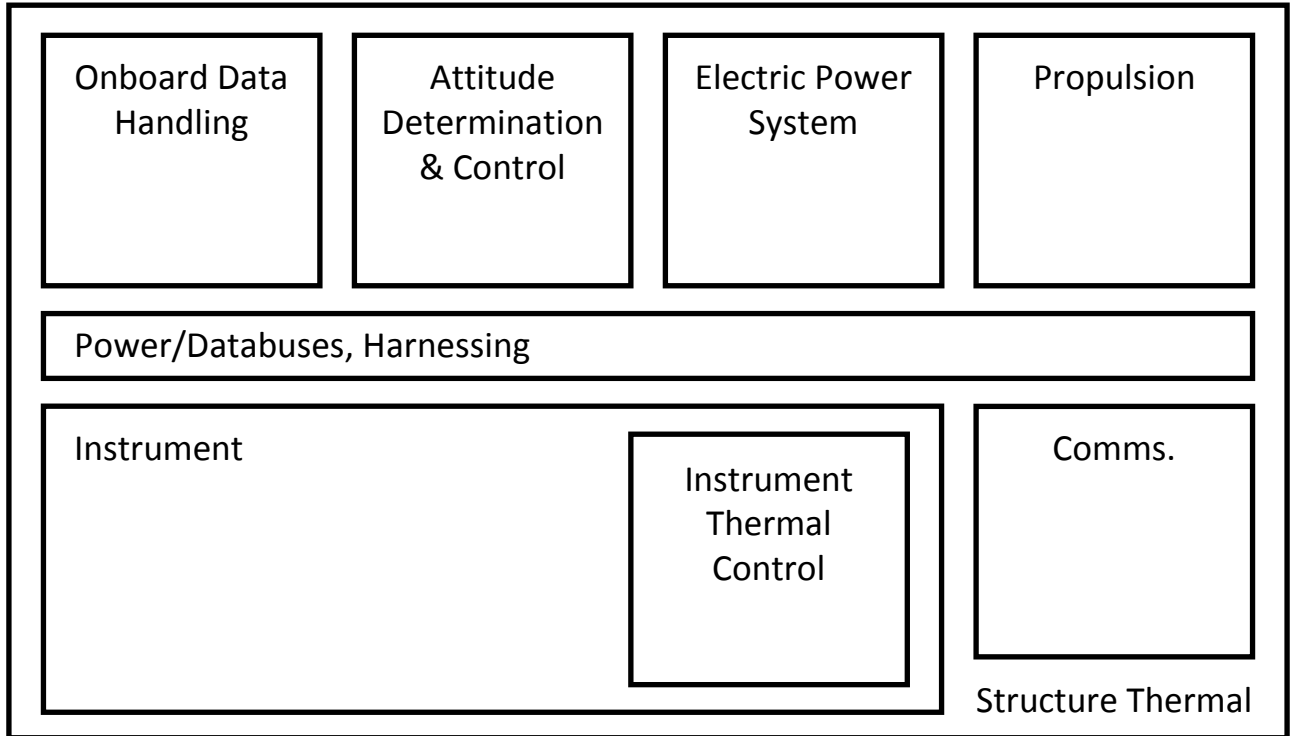 Onboard Data
Handling
Attitude
Determination
& Control
Electric Power
System
Propulsion
Power/Databuses, Harnessing
Instrument
Instrument
Thermal
Control
Comms.
Structure Thermal